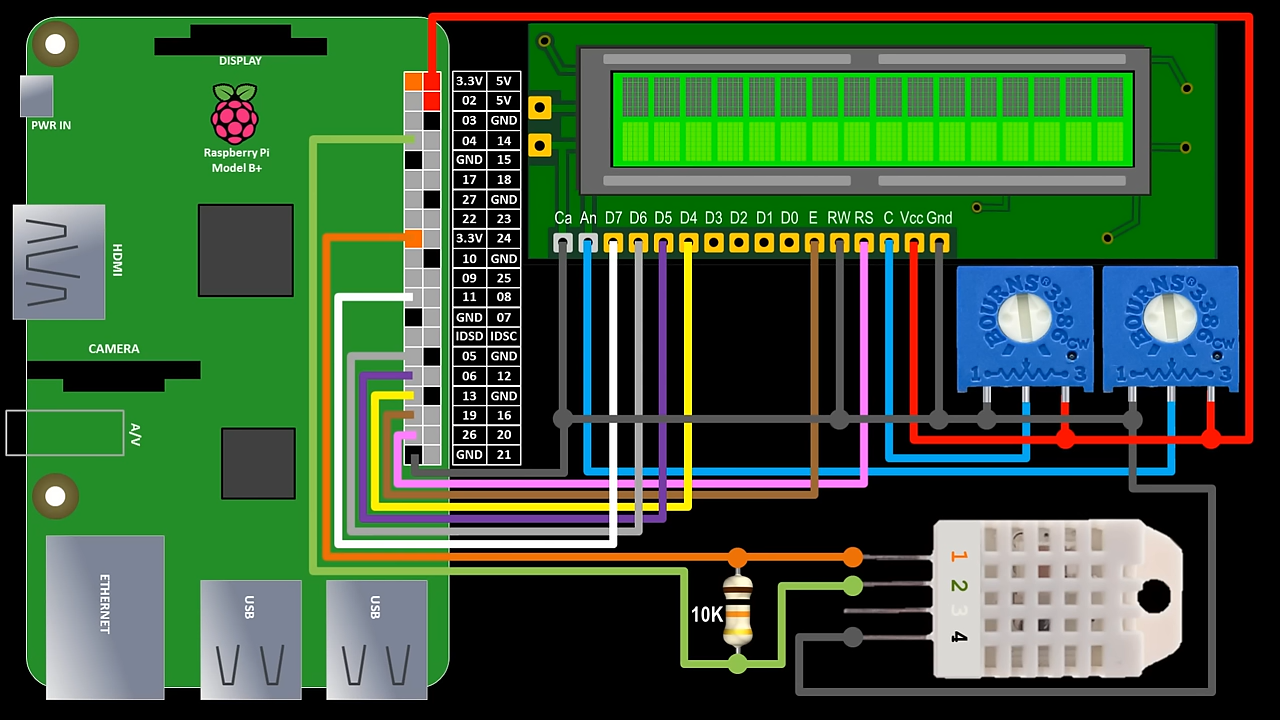 DISPLAY
PWR IN
Raspberry Pi
Model B+
HDMI
CAMERA
A/V
ETHERNET
USB
USB
3.3V 5V
02 5V
03 GND
04 14
GND 15
17 18
27 GND
22 23
3.3V 24
10 GND
09 25
11 08
GND 07
IDSD IDSC
05 GND
06 12
13 GND
19 16
26 20
GND 21
Ca An D7 D6 D5 D4 D3 D2 D1 D0 E RW RS C Vcc Gnd
BOURNS® 3386
CW
1 3
BOURNS® 3386
CW
1 3
10K
1
2
3
4